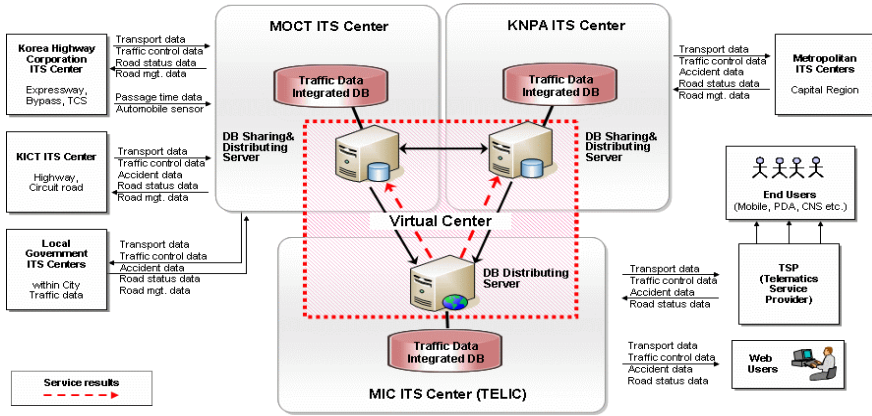 MOCT ITS Center
KNPA ITS Center
Korea Highway
Corporation
ITS Center
Expressway,
Bypass, TCS
Transport data
Traffic control data
Road status data
Road mgt. data
Passage time data
Automobile sensor
Traffic Data
Integrated DB
Traffic Data
Integrated DB
Transport data
Traffic control data
Accident data
Road status data
Road mgt. data
Metropolitan
ITS Centers
Capital Region
DB Sharing&
Distributing
Server
DB Sharing&
Distributing
Server
KICT ITS Center
Highway,
Circuit road
Transport data
Traffic control data
Accident data
Road status data
Road mgt. data
End Users
(Mobile, PDA, CNS etc.)
Virtual Center
Local
Government
ITS Centers
within City
Traffic data
Transport data
Traffic control data
Accident data
Road status data
Road mgt. data
DB Distributing
Server
Transport data
Traffic control data
Accident data
Road status data
TSP
(Telematics
Service
Provider)
Traffic Data
Integrated DB
Transport data
Traffic control data
Accident data
Road status data
Web
Users
Service results
MIC ITS Center (TELIC)